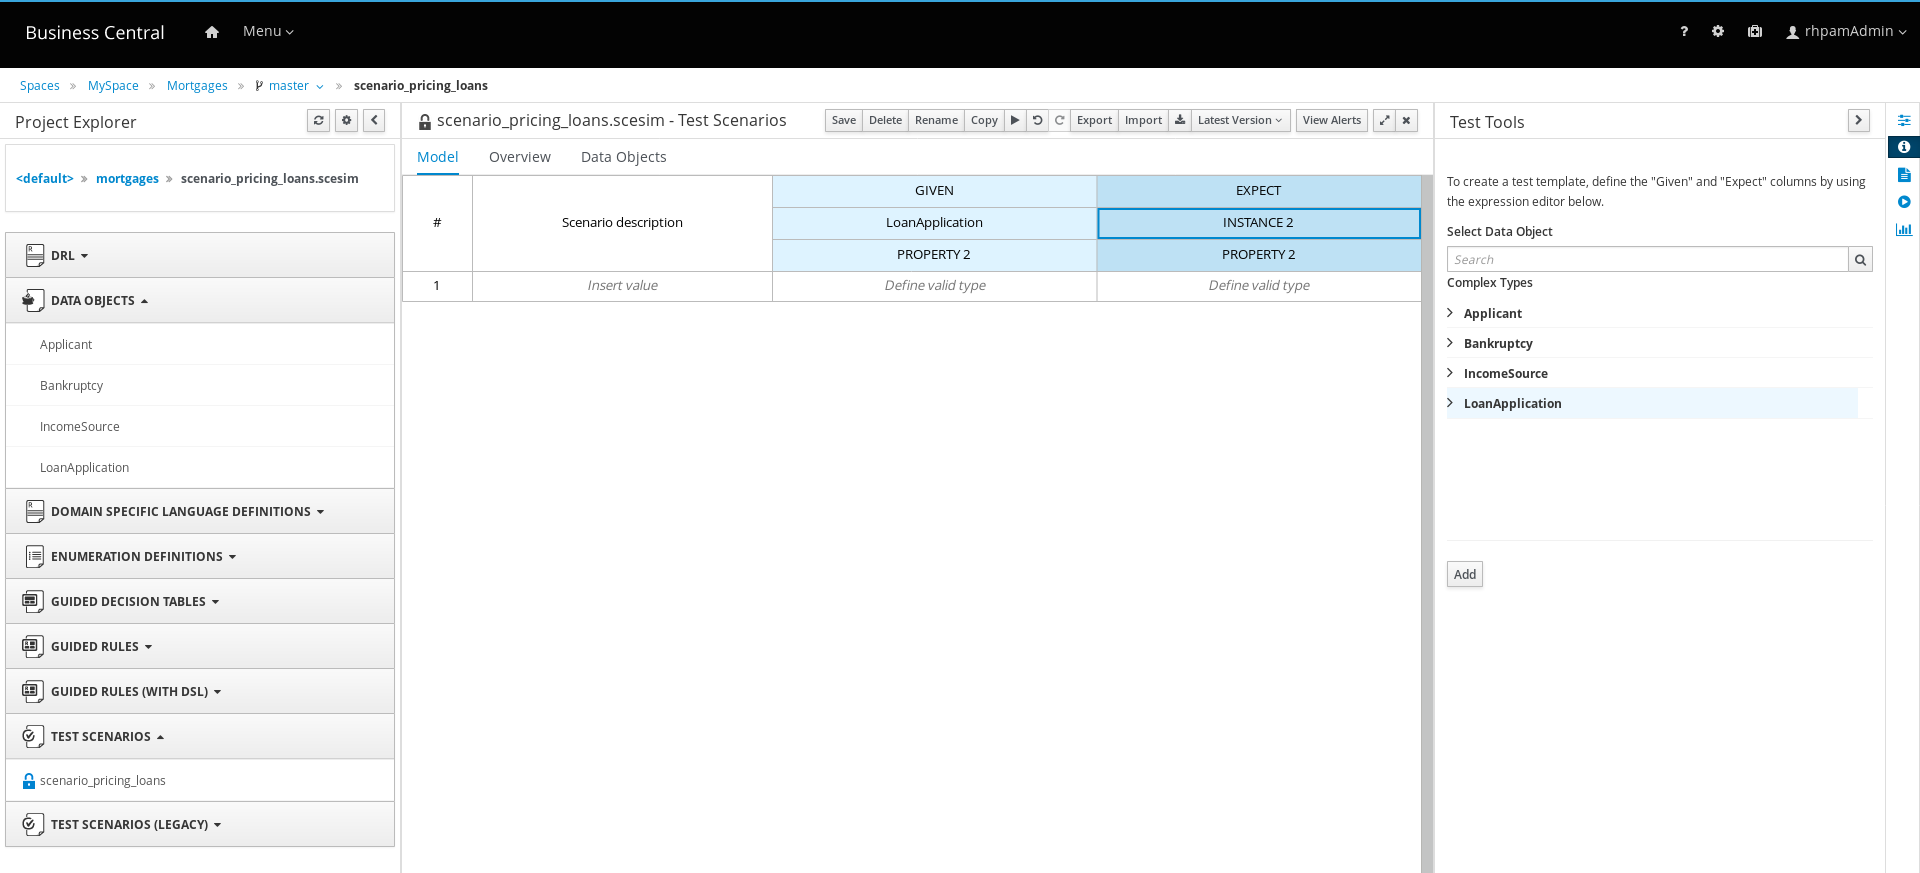 Business Central
Menu
rhpamAdmin
Spaces » MySpace » Mortgages » master » scenario_pricing_loans
Project Explorer
<default> » mortgages » scenario_pricing_loans.scesim
DRL
DATA OBJECTS
Applicant
Bankruptcy
IncomeSource
LoanApplication
DOMAIN SPECIFIC LANGUAGE DEFINITIONS
ENUMERATION DEFINITIONS
GUIDED DECISION TABLES
GUIDED RULES
GUIDED RULES (WITH DSL)
TEST SCENARIOS
scenario_pricing_loans
TEST SCENARIOS (LEGACY)
scenario_pricing_loans.scesim - Test Scenarios
Save Delete Rename Copy Export Import Latest Version View Alerts
Model Overview Data Objects
GIVEN EXPECT
# Scenario description LoanApplication INSTANCE 2
PROPERTY 2 PROPERTY 2
1 Insert value Define valid type Define valid type
Test Tools
To create a test template, define the "Given" and "Expect" columns by using
the expression editor below.
Select Data Object
Search
Complex Types
Applicant
Bankruptcy
IncomeSource
LoanApplication
Add